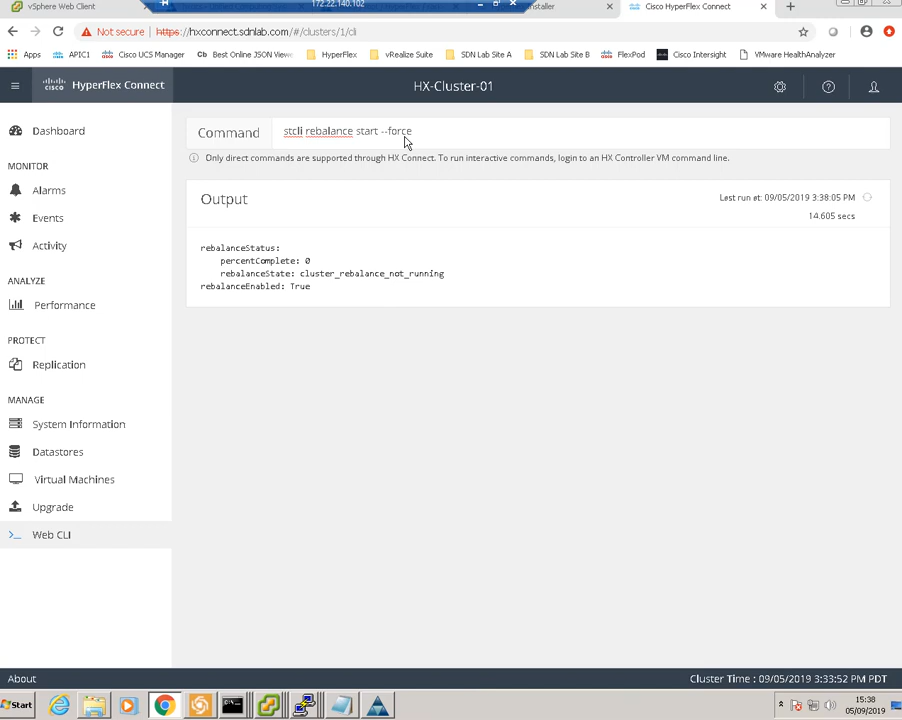 vSphere Web Client
172.22.140.102
nstaller
Cisco HyperFlex Connect
Not secure
https://hxconnect.sdnlab.com/#/clusters/1/cli
Apps
APIC1
Cisco UCS Manager
Cb Best Online JSON Viewe
HyperFlex
vRealize Suite
SDN Lab Site A
SDN Lab Site B
FlexPod
Cisco Intersight
VMware HealthAnalyzer
CISCO HyperFlex Connect
HX-Cluster-01
Dashboard
MONITOR
Alarms
Events
Activity
ANALYZE
Performance
PROTECT
Replication
MANAGE
System Information
Datastores
Virtual Machines
Upgrade
Web CLI
Command
stcli rebalance start --force
Only direct commands are supported through HX Connect. To run interactive commands, login to an HX Controller VM command line.
Output
Last run at: 09/05/2019 3:38:05 PM
14.605 secs
rebalanceStatus:
percentComplete: 0
rebalanceState: cluster_rebalance_not_running
rebalanceEnabled: True
About
Cluster Time : 09/05/2019 3:33:52 PM PDT
Start
15:38
05/09/2019